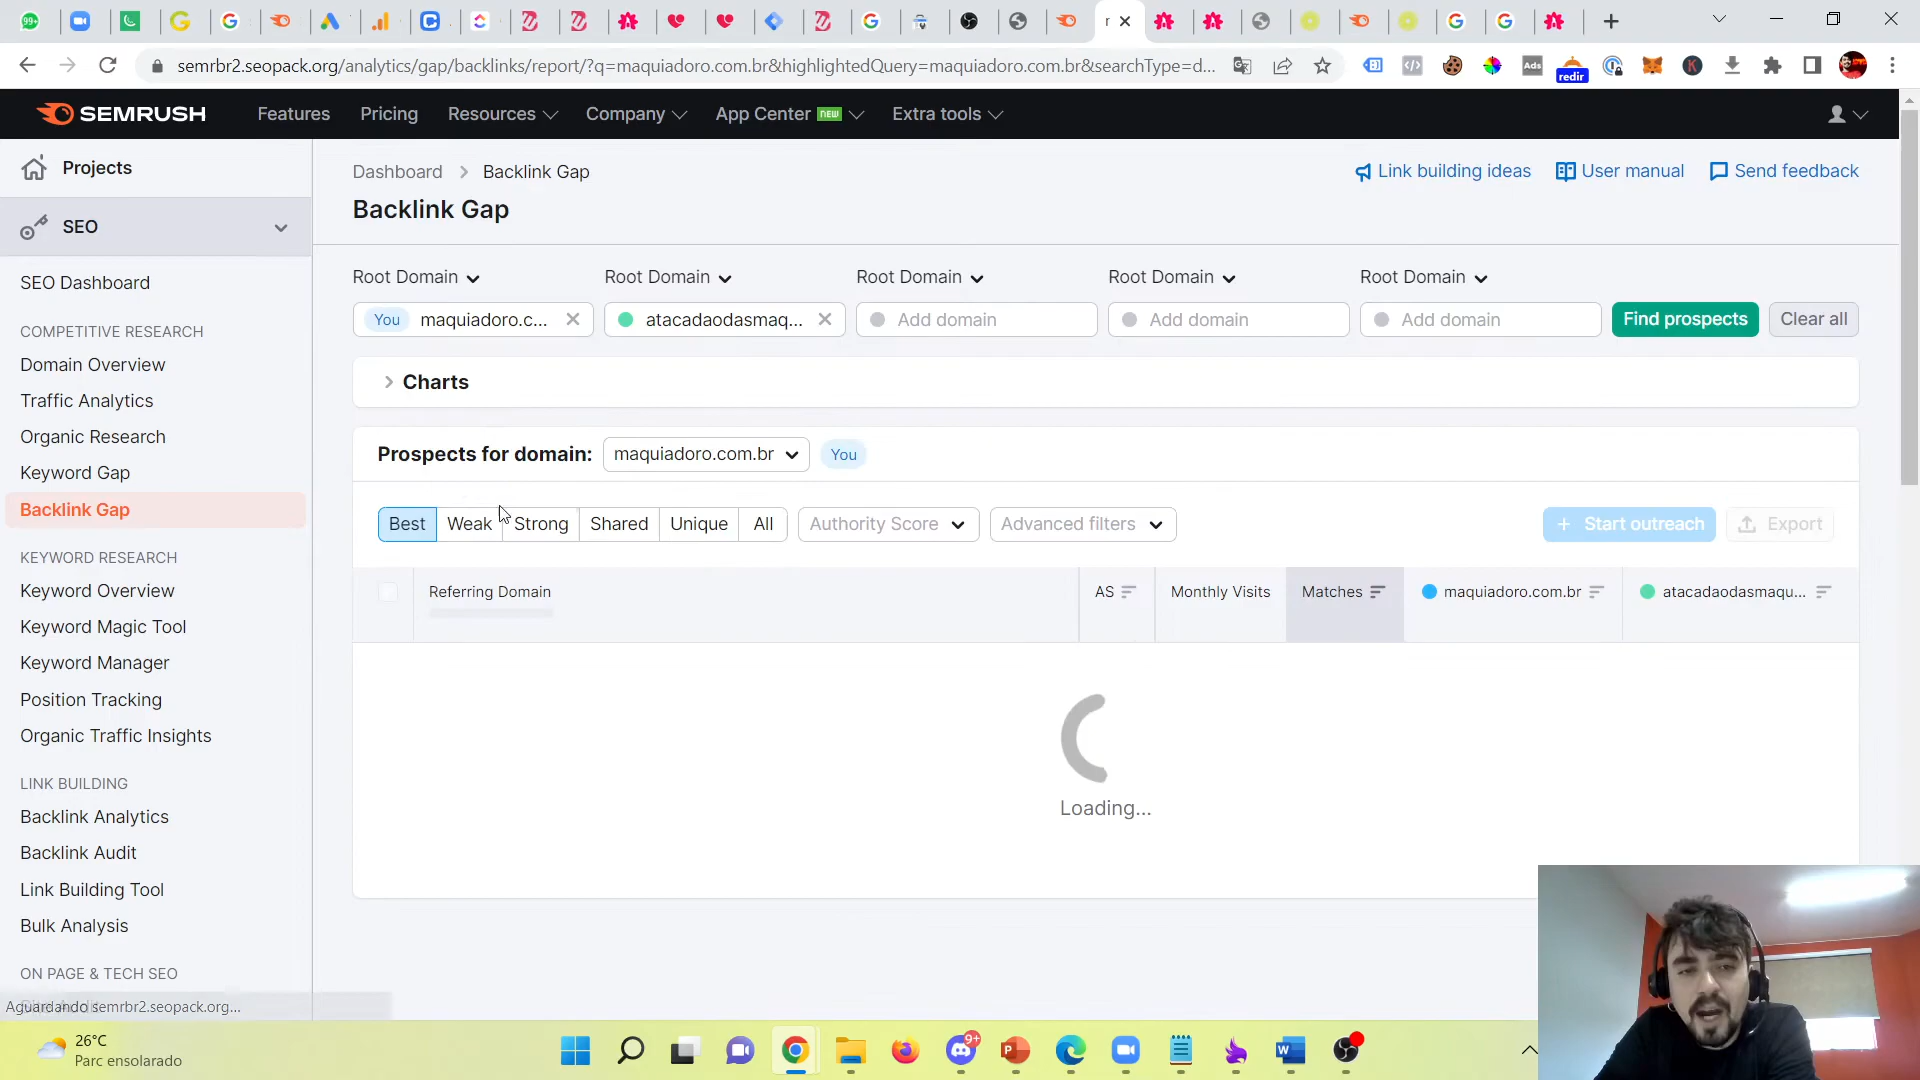 99+
semrbr2.seopack.org/analytics/gap/backlinks/report/?q=maquiadoro.com.br&highlightedQuery=maquiadoro.com.br&searchType=d...
Ads
redir
SEMRUSH
Features
Pricing
Resources
Company
App Center NEW
Extra tools
Projects
SEO
SEO Dashboard
COMPETITIVE RESEARCH
Domain Overview
Traffic Analytics
Organic Research
Keyword Gap
Backlink Gap
KEYWORD RESEARCH
Keyword Overview
Keyword Magic Tool
Keyword Manager
Position Tracking
Organic Traffic Insights
LINK BUILDING
Backlink Analytics
Backlink Audit
Link Building Tool
Bulk Analysis
ON PAGE & TECH SEO
Aguardando semrbr2.seopack.org...
Dashboard > Backlink Gap
Link building ideas
User manual
Send feedback
Backlink Gap
Root Domain
Root Domain
Root Domain
Root Domain
Root Domain
You maquiadoro.c...
atacadaodasmaq...
Add domain
Add domain
Add domain
Find prospects
Clear all
Charts
Prospects for domain: maquiadoro.com.br You
Best
Weak
Strong
Shared
Unique
All
Authority Score
Advanced filters
+ Start outreach
Export
Referring Domain
AS
Monthly Visits
Matches
maquiadoro.com.br
atacadaodasmaqu...
Loading...
26°C
Parc ensolarado
9+